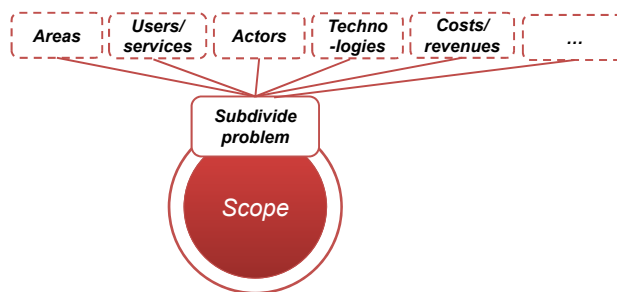 Areas
Users/
services
Actors
Techno
-logies
Costs/
revenues
...
Subdivide
problem
Scope